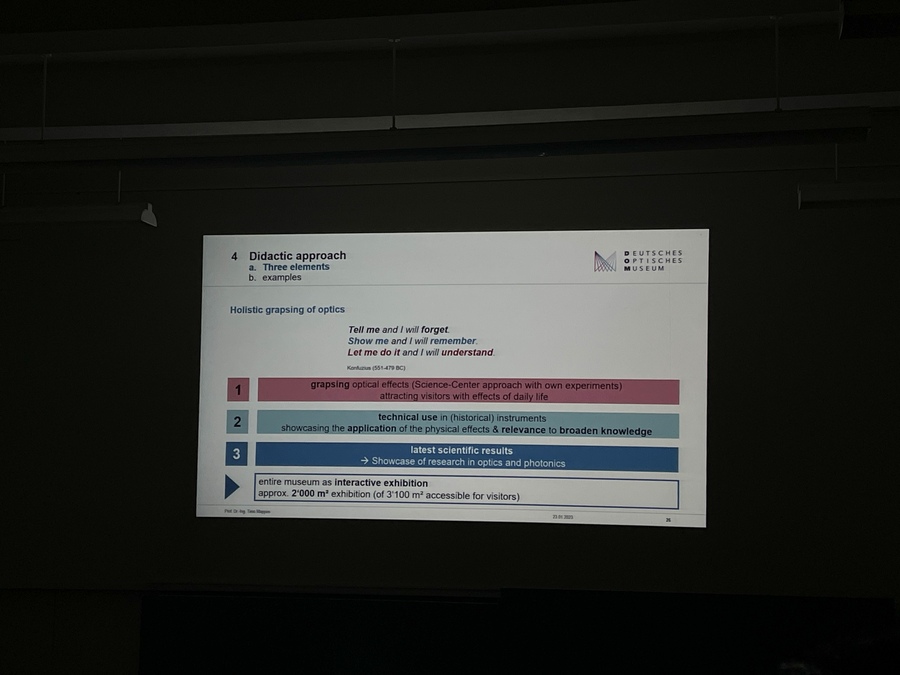 4 Didactic approach
a. Three elements
b. examples
DEUTSCHES
OPTISCHES
MUSEUM
Holistic grapsing of optics
Tell me and I will forget.
Show me and I will remember.
Let me do it and I will understand.
Konfuzius (551-479 BC)
1
grapsing optical effects (Science-Center approach with own experiments)
attracting visitors with effects of daily life
2
technical use in (historical) instruments
showcasing the application of the physical effects & relevance to broaden knowledge
3
latest scientific results
→ Showcase of research in optics and photonics
entire museum as interactive exhibition
approx. 2'000 m² exhibition (of 3'100 m² accessible for visitors)
Prof. Dr.-Ing. Timo